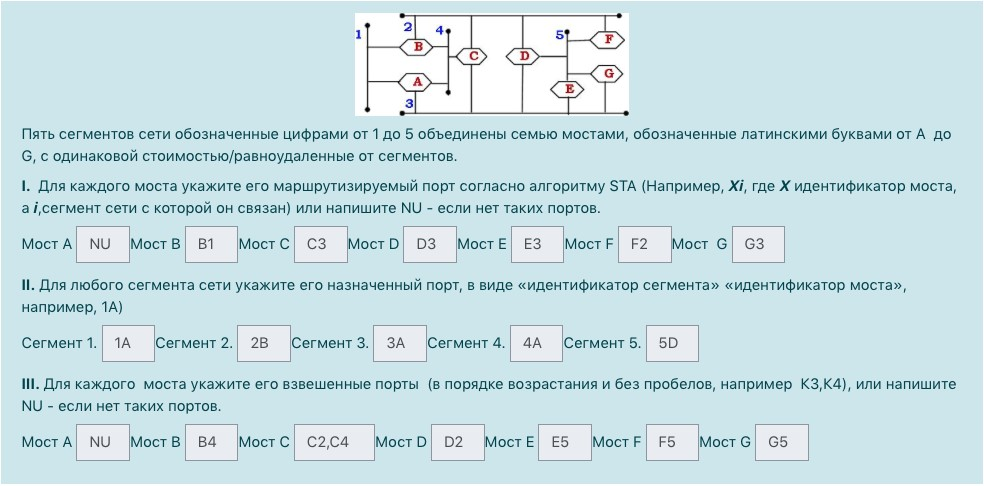 1 2 4 B C D 5 F
A G
3 E
Пять сегментов сети обозначенные цифрами от 1 до 5 объединены семью мостами, обозначенные латинскими буквами от A до
G, с одинаковой стоимостью/равноудаленные от сегментов.
I. Для каждого моста укажите его маршрутизируемый порт согласно алгоритму STA (Например, Xi, где X идентификатор моста,
а i,сегмент сети с которой он связан) или напишите NU - если нет таких портов.
Мост A NU Мост B B1 Мост C C3 Мост D D3 Мост E E3 Мост F F2 Мост G G3
II. Для любого сегмента сети укажите его назначенный порт, в виде «идентификатор сегмента» «идентификатор моста»,
например, 1A)
Сегмент 1. 1A Сегмент 2. 2B Сегмент 3. 3A Сегмент 4. 4A Сегмент 5. 5D
III. Для каждого моста укажите его взвешенные порты (в порядке возрастания и без пробелов, например K3,K4), или напишите
NU - если нет таких портов.
Мост A NU Мост B B4 Мост C C2,C4 Мост D D2 Мост E E5 Мост F F5 Мост G G5